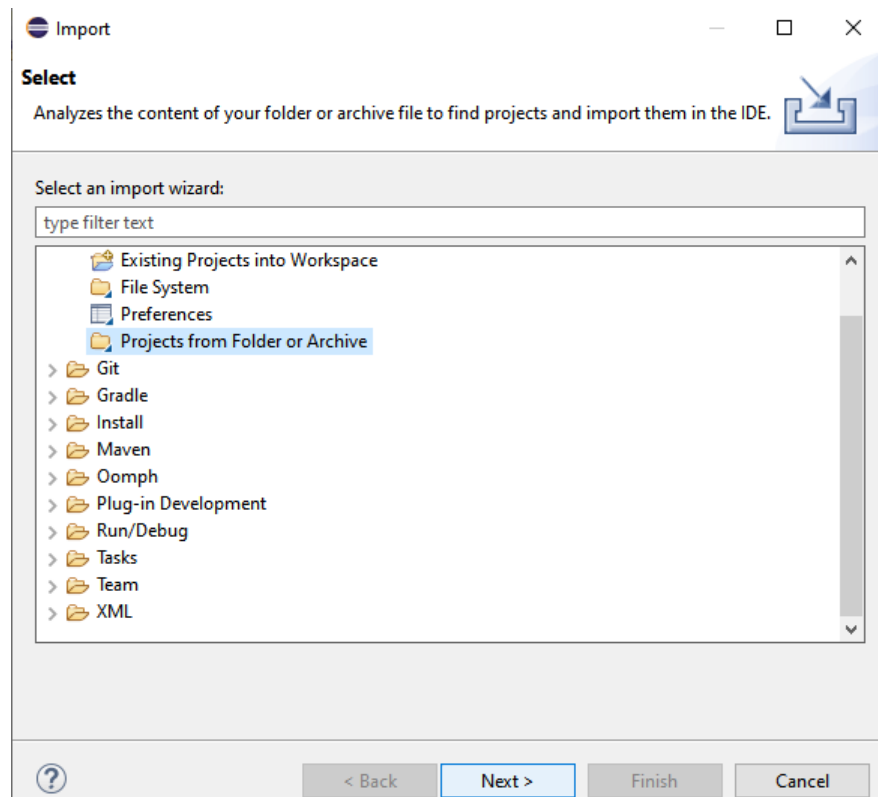 Import
Select
Analyzes the content of your folder or archive file to find projects and import them in the IDE.
Select an import wizard:
type filter text
Existing Projects into Workspace
File System
Preferences
Projects from Folder or Archive
Git
Gradle
Install
Maven
Oomph
Plug-in Development
Run/Debug
Tasks
Team
XML
? < Back Next > Finish Cancel